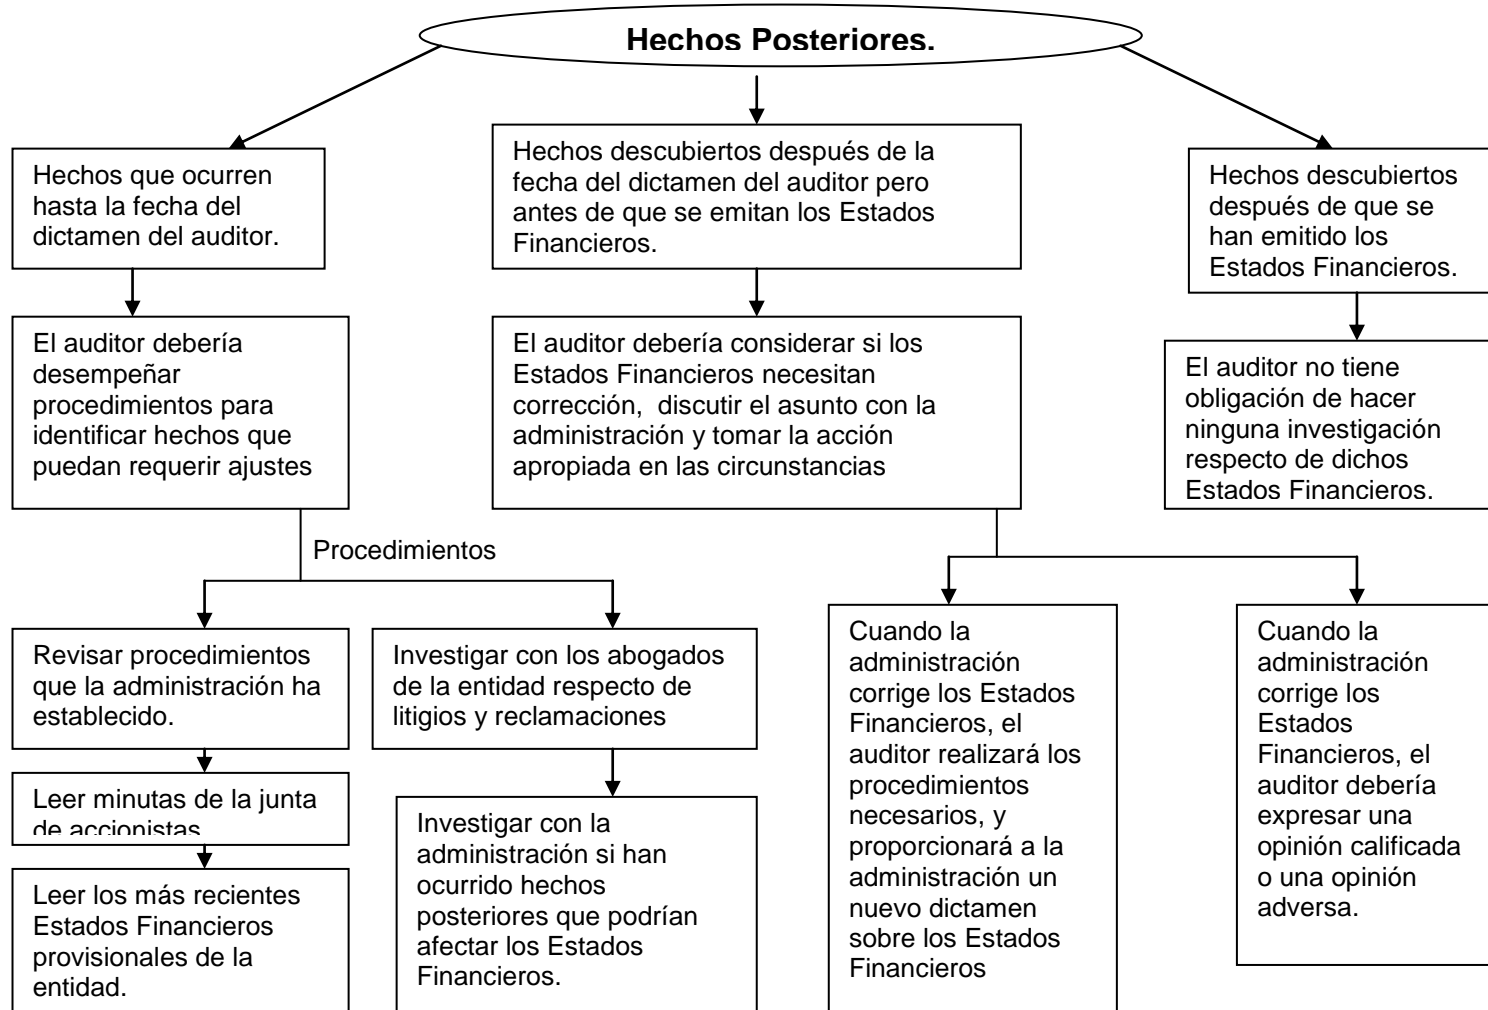 Hechos Posteriores.
Hechos que ocurren
hasta la fecha del
dictamen del auditor.
Hechos descubiertos después de la
fecha del dictamen del auditor pero
antes de que se emitan los Estados
Financieros.
Hechos descubiertos
después de que se
han emitido los
Estados Financieros.
El auditor debería
desempeñar
procedimientos para
identificar hechos que
puedan requerir ajustes
El auditor debería considerar si los
Estados Financieros necesitan
corrección, discutir el asunto con la
administración y tomar la acción
apropiada en las circunstancias
El auditor no tiene
obligación de hacer
ninguna investigación
respecto de dichos
Estados Financieros.
Procedimientos
Revisar procedimientos
que la administración ha
establecido.
Leer minutas de la junta
de accionistas
Leer los más recientes
Estados Financieros
provisionales de la
entidad.
Investigar con los abogados
de la entidad respecto de
litigios y reclamaciones
Investigar con la
administración si han
ocurrido hechos
posteriores que podrían
afectar los Estados
Financieros.
Cuando la
administración
corrige los Estados
Financieros, el
auditor realizará los
procedimientos
necesarios, y
proporcionará a la
administración un
nuevo dictamen
sobre los Estados
Financieros
Cuando la
administración
corrige los
Estados
Financieros, el
auditor debería
expresar una
opinión calificada
o una opinión
adversa.